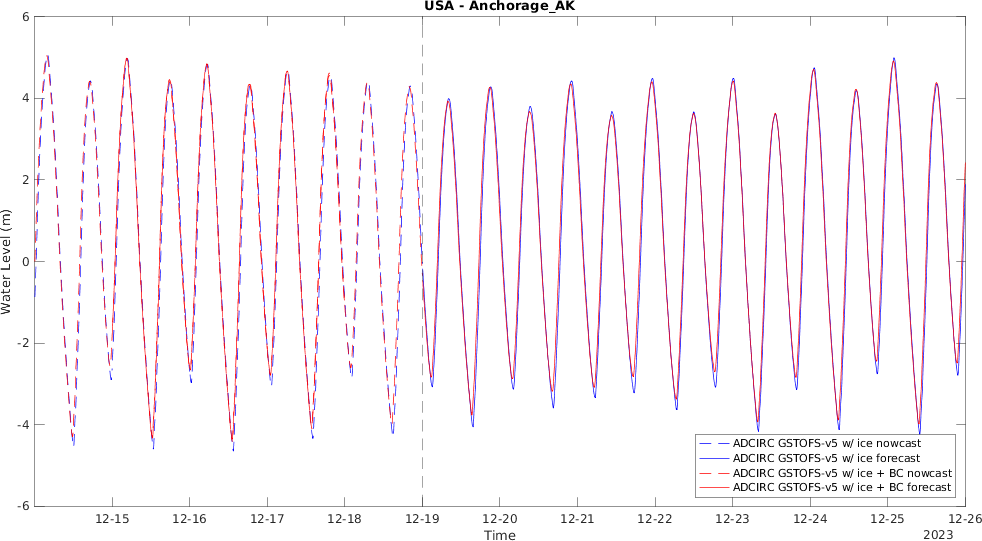 USA - Anchorage_AK
6
4
2
0
-2
-4
-6
Water Level (m)
12-15 12-16 12-17 12-18 12-19 12-20 12-21 12-22 12-23 12-24 12-25 12-26
Time
2023
ADCIRC GSTOFS-v5 w/ ice nowcast
ADCIRC GSTOFS-v5 w/ ice forecast
ADCIRC GSTOFS-v5 w/ ice + BC nowcast
ADCIRC GSTOFS-v5 w/ ice + BC forecast